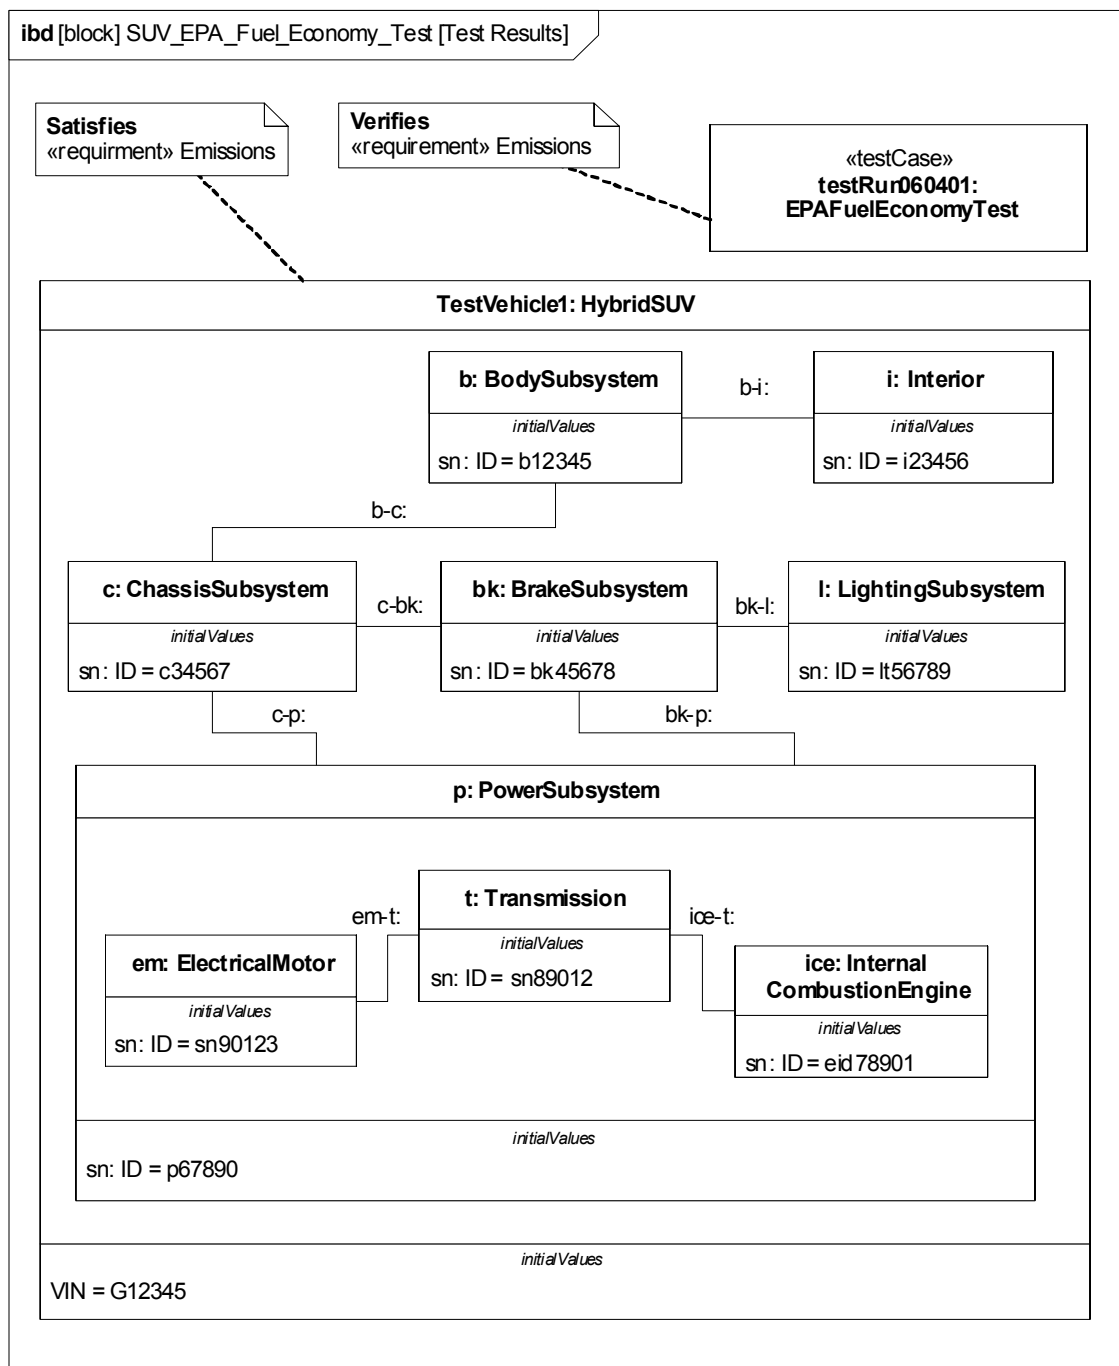 ibd [block] SUV_EPA_Fuel_Economy_Test [Test Results]
Satisfies
«requirment» Emissions
Verifies
«requirement» Emissions
«testCase»
testRun060401:
EPAFuelEconomyTest
TestVehicle1: HybridSUV
b: BodySubsystem
initialValues
sn: ID = b12345
b-i:
i: Interior
initialValues
sn: ID = i23456
b-c:
c: ChassisSubsystem
initialValues
sn: ID = c34567
c-bk:
bk: BrakeSubsystem
initialValues
sn: ID = bk45678
bk-l:
l: LightingSubsystem
initialValues
sn: ID = lt56789
c-p:
bk-p:
p: PowerSubsystem
t: Transmission
initialValues
sn: ID = sn89012
em-t:
ice-t:
em: ElectricalMotor
initialValues
sn: ID = sn90123
ice: Internal
CombustionEngine
initialValues
sn: ID = eid78901
initialValues
sn: ID = p67890
initialValues
VIN = G12345